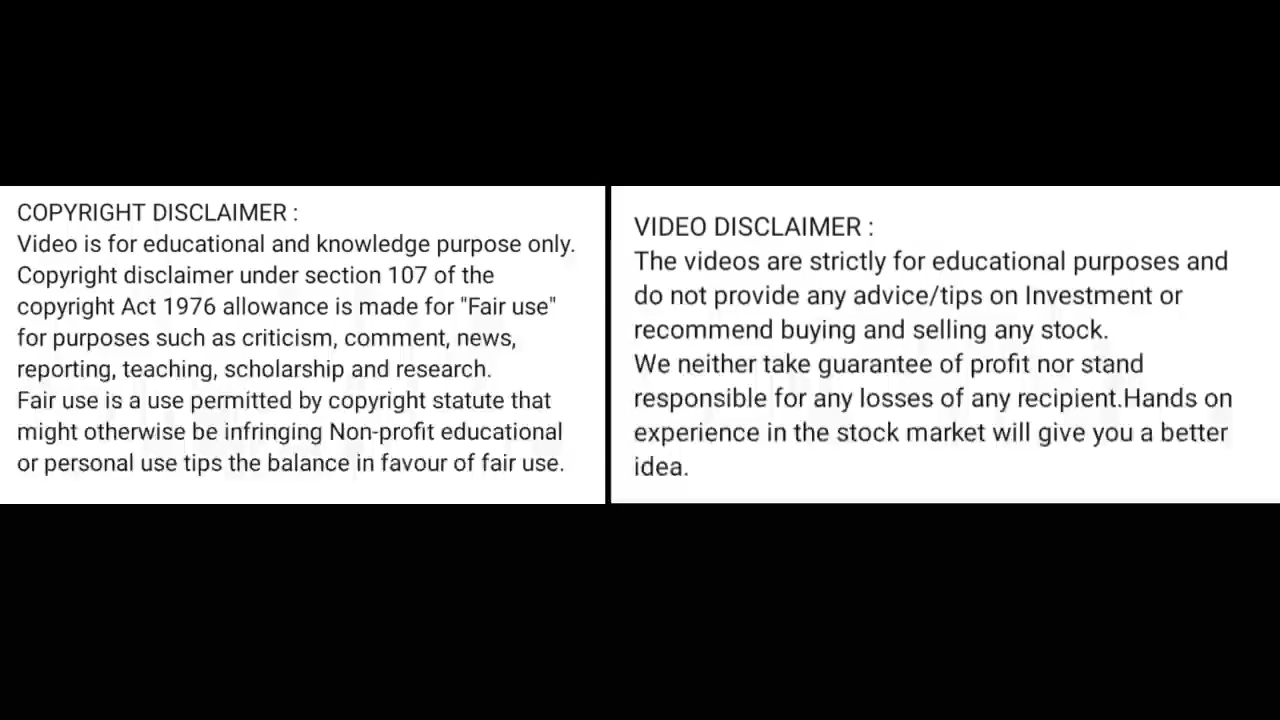 COPYRIGHT DISCLAIMER :
Video is for educational and knowledge purpose only.
Copyright disclaimer under section 107 of the
copyright Act 1976 allowance is made for "Fair use"
for purposes such as criticism, comment, news,
reporting, teaching, scholarship and research.
Fair use is a use permitted by copyright statute that
might otherwise be infringing Non-profit educational
or personal use tips the balance in favour of fair use.
VIDEO DISCLAIMER :
The videos are strictly for educational purposes and
do not provide any advice/tips on Investment or
recommend buying and selling any stock.
We neither take guarantee of profit nor stand
responsible for any losses of any recipient.Hands on
experience in the stock market will give you a better
idea.